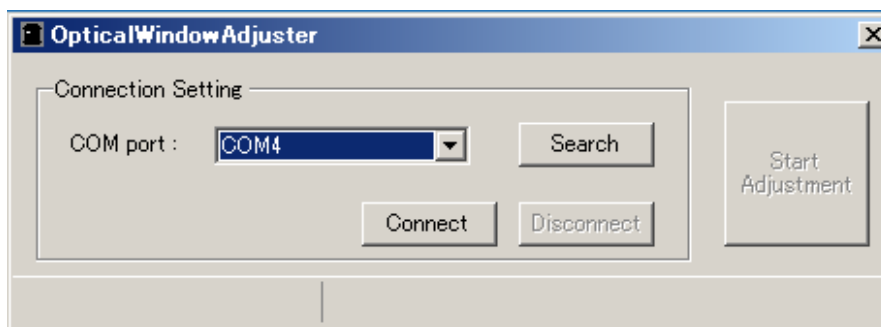 OpticalWindowAdjuster
Connection Setting
COM port :
COM4
Search
Connect
Disconnect
Start
Adjustment